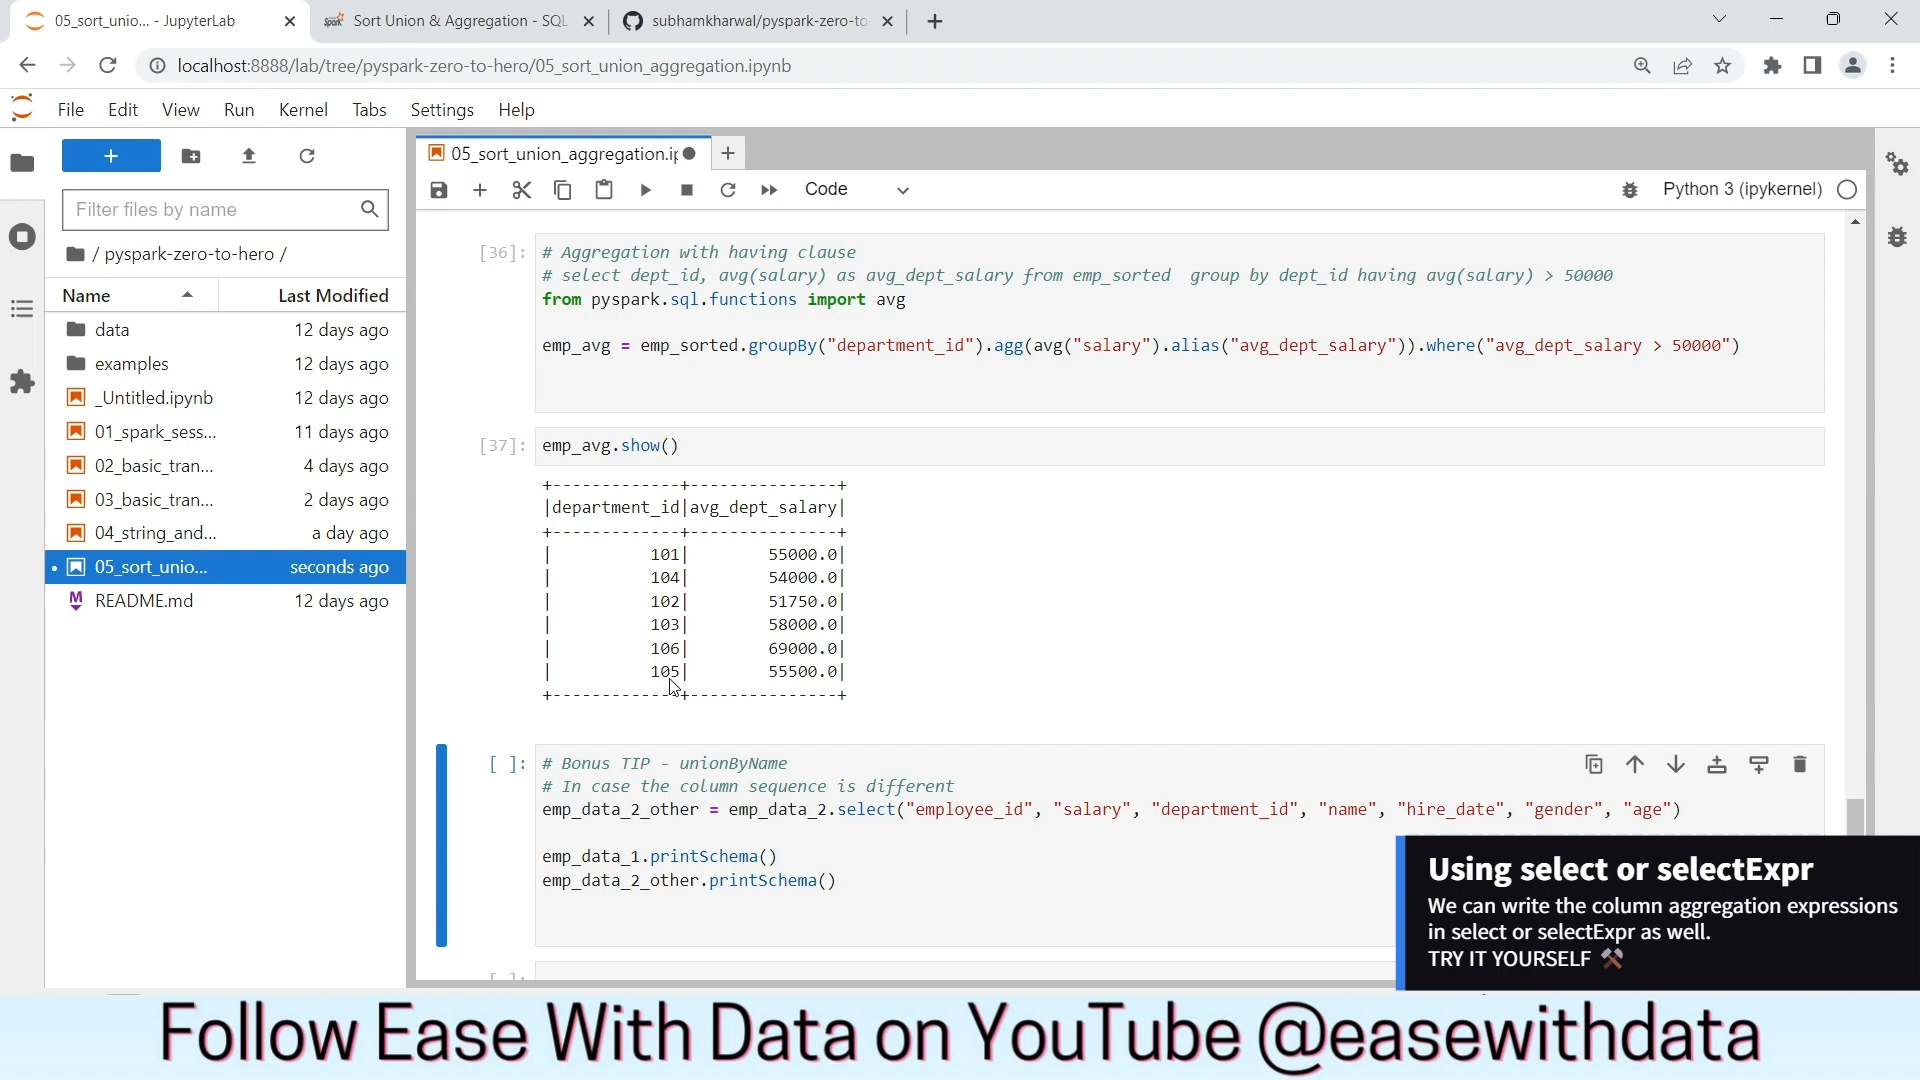 05_sort_unio... - JupyterLab
Sort Union & Aggregation - SQL
subhamkharwal/pyspark-zero-to-
localhost:8888/lab/tree/pyspark-zero-to-hero/05_sort_union_aggregation.ipynb
File Edit View Run Kernel Tabs Settings Help
05_sort_union_aggregation.ip
Filter files by name
Code
Python 3 (ipykernel)
/ pyspark-zero-to-hero /
Name Last Modified
data 12 days ago
examples 12 days ago
_Untitled.ipynb 12 days ago
01_spark_sess... 11 days ago
02_basic_tran... 4 days ago
03_basic_tran... 2 days ago
04_string_and... a day ago
05_sort_unio... seconds ago
README.md 12 days ago
[36]: # Aggregation with having clause
# select dept_id, avg(salary) as avg_dept_salary from emp_sorted  group by dept_id having avg(salary) > 50000
from pyspark.sql.functions import avg
emp_avg = emp_sorted.groupBy("department_id").agg(avg("salary").alias("avg_dept_salary")).where("avg_dept_salary > 50000")
[37]: emp_avg.show()
+-------------+---------------+
|department_id|avg_dept_salary|
+-------------+---------------+
|          101|        55000.0|
|          104|        54000.0|
|          102|        51750.0|
|          103|        58000.0|
|          106|        69000.0|
|          105|        55500.0|
+-------------+---------------+
[ ]: # Bonus TIP - unionByName
# In case the column sequence is different
emp_data_2_other = emp_data_2.select("employee_id", "salary", "department_id", "name", "hire_date", "gender", "age")
emp_data_1.printSchema()
emp_data_2_other.printSchema()
Using select or selectExpr
We can write the column aggregation expressions
in select or selectExpr as well.
TRY IT YOURSELF
Follow Ease With Data on YouTube @easewithdata